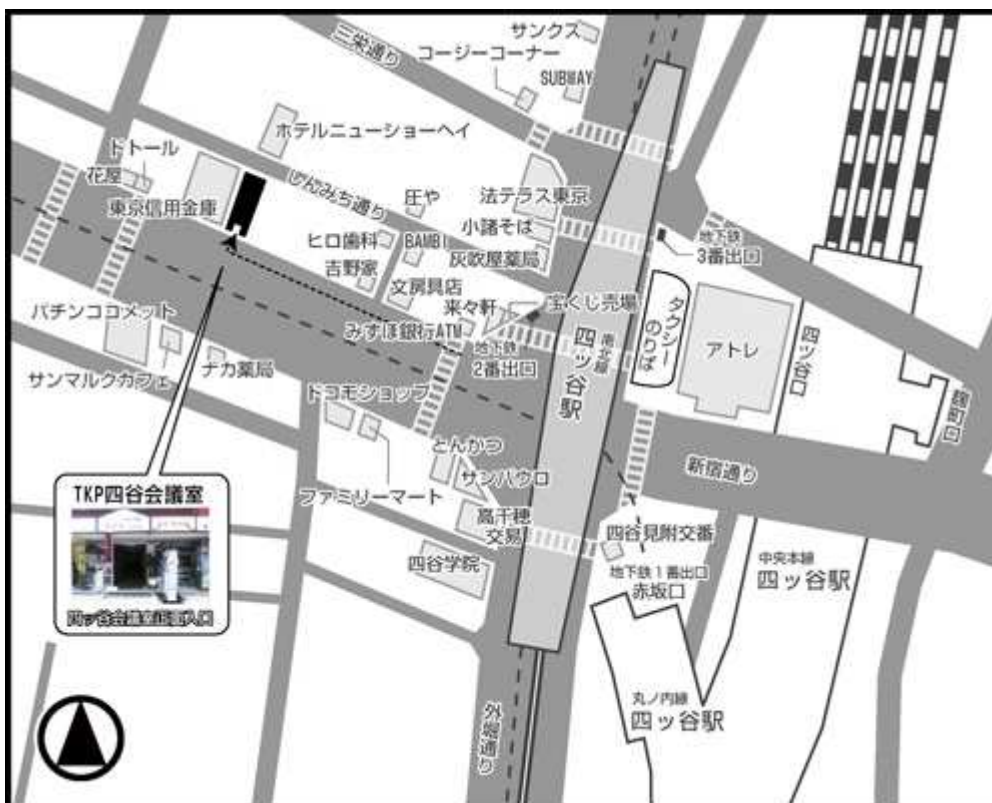 サンクス
三栄通り
コージーコーナー
SUBWAY
ホテルニューショーヘイ
ドトール
花屋
東京信用金庫
しんみち通り
庄や
法テラス東京
小諸そば
灰吹屋薬局
地下鉄
3番出口
ヒロ歯科
BAMBI
吉野家
文房具店
来々軒
宝くじ売場
みずほ銀行ATM
地下鉄
2番出口
南北線
四ッ谷駅
タクシー
のりば
アトレ
四ツ谷口
麹町口
パチンココメット
サンマルクカフェ
ナカ薬局
ドコモショップ
とんかつ
サンパウロ
ファミリーマート
新宿通り
TKP四谷会議室
四ッ谷会議室正面入口
高千穂
交易
四谷学院
四谷見附交番
地下鉄1番出口
赤坂口
中央本線
四ッ谷駅
丸ノ内線
四ッ谷駅
外堀通り